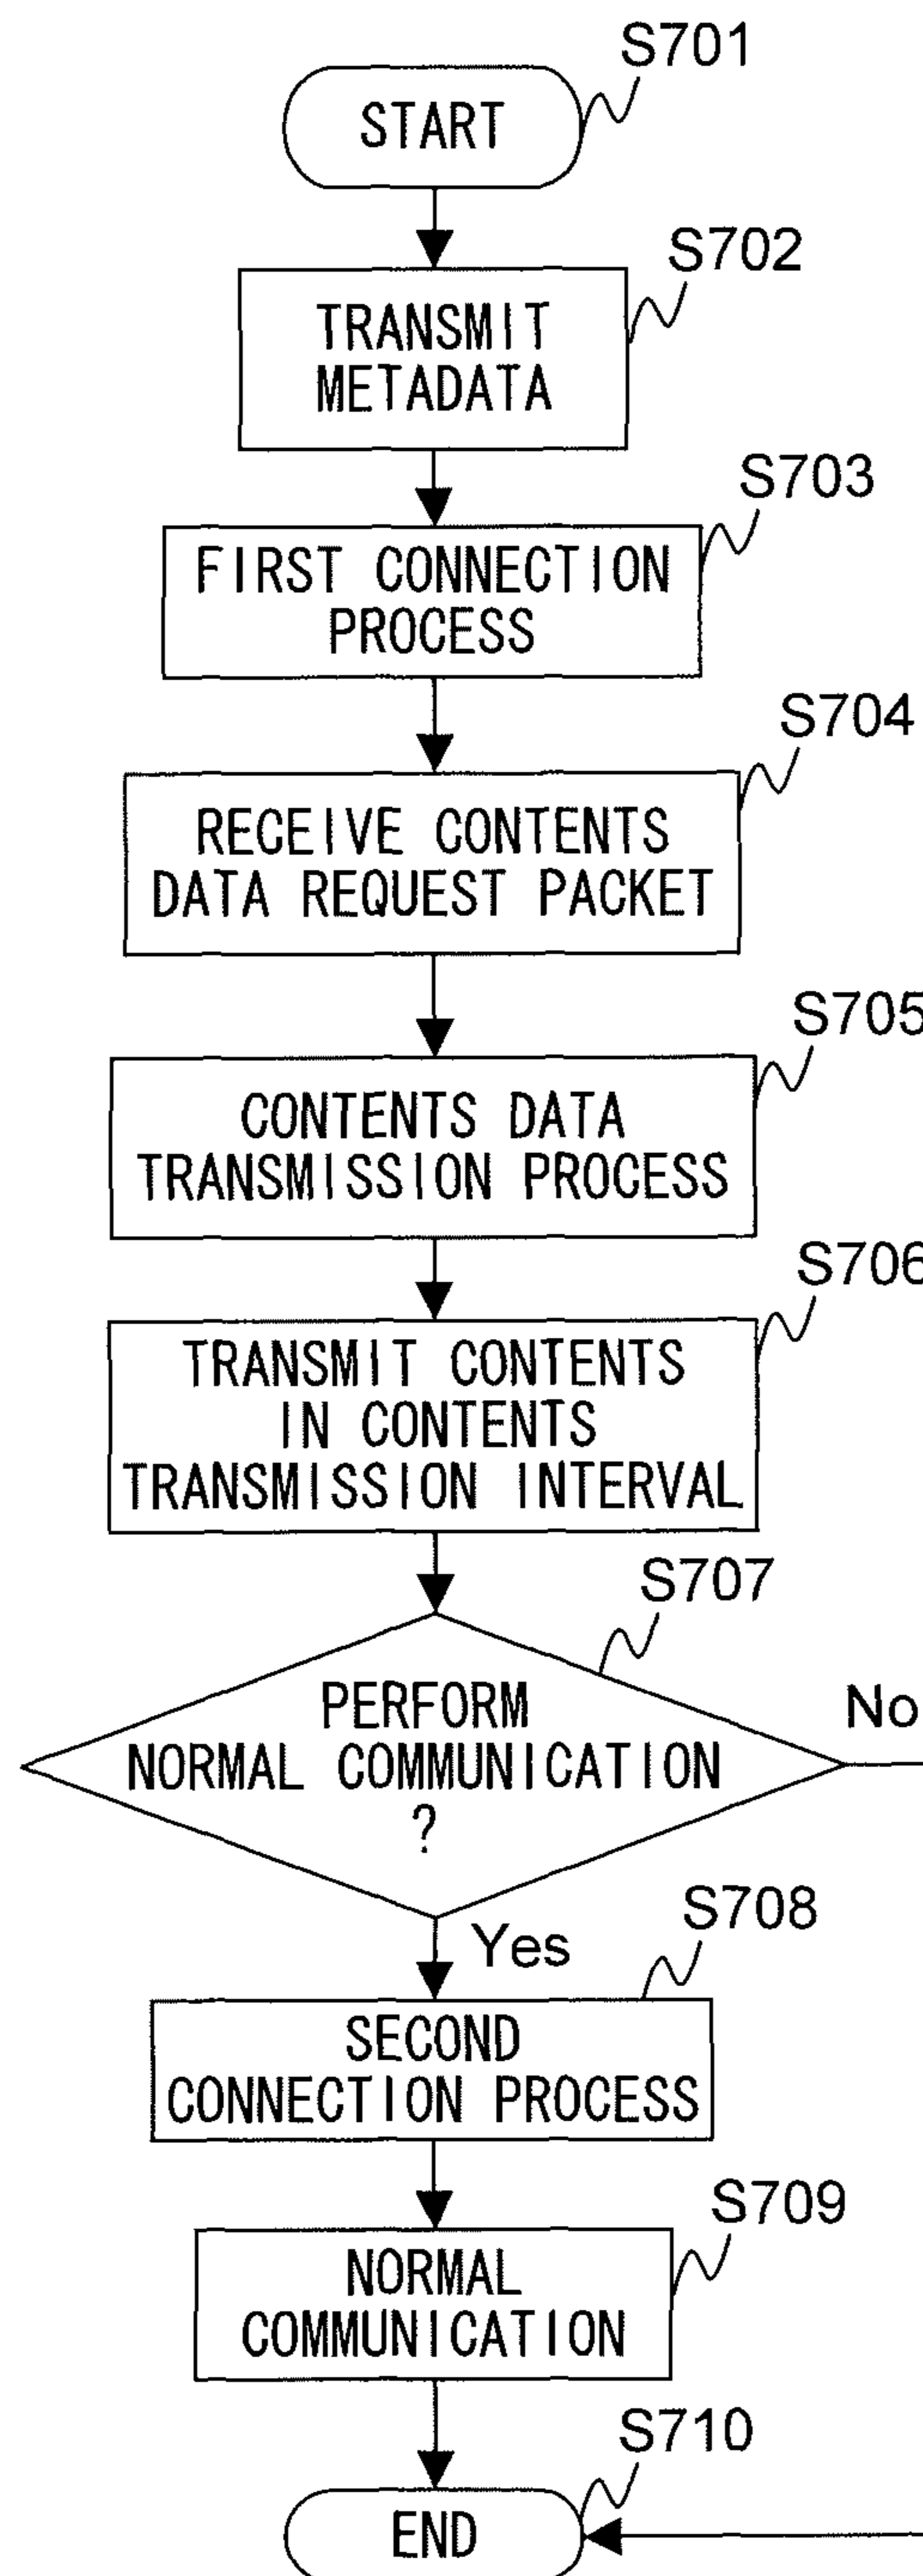 S701
START
S702
TRANSMIT
METADATA
S703
FIRST CONNECTION
PROCESS
S704
RECEIVE CONTENTS
DATA REQUEST PACKET
S705
CONTENTS DATA
TRANSMISSION PROCESS
S706
TRANSMIT CONTENTS
IN CONTENTS
TRANSMISSION INTERVAL
S707
PERFORM
NORMAL COMMUNICATION
?
No
Yes
S708
SECOND
CONNECTION PROCESS
S709
NORMAL
COMMUNICATION
S710
END